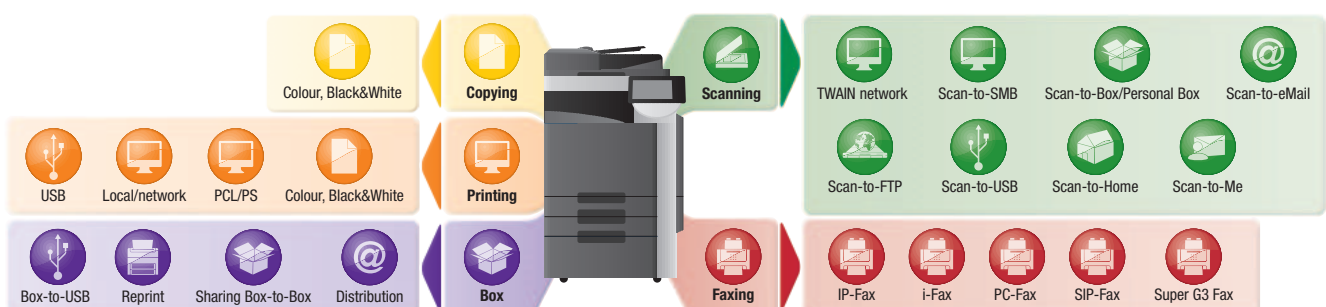 Colour, Black&White
Copying
Scanning
TWAIN network
Scan-to-SMB
Scan-to-Box/Personal Box
Scan-to-eMail
Scan-to-FTP
Scan-to-USB
Scan-to-Home
Scan-to-Me
USB
Local/network
PCL/PS
Colour, Black&White
Printing
Box-to-USB
Reprint
Sharing Box-to-Box
Distribution
Box
Faxing
IP-Fax
i-Fax
PC-Fax
SIP-Fax
Super G3 Fax